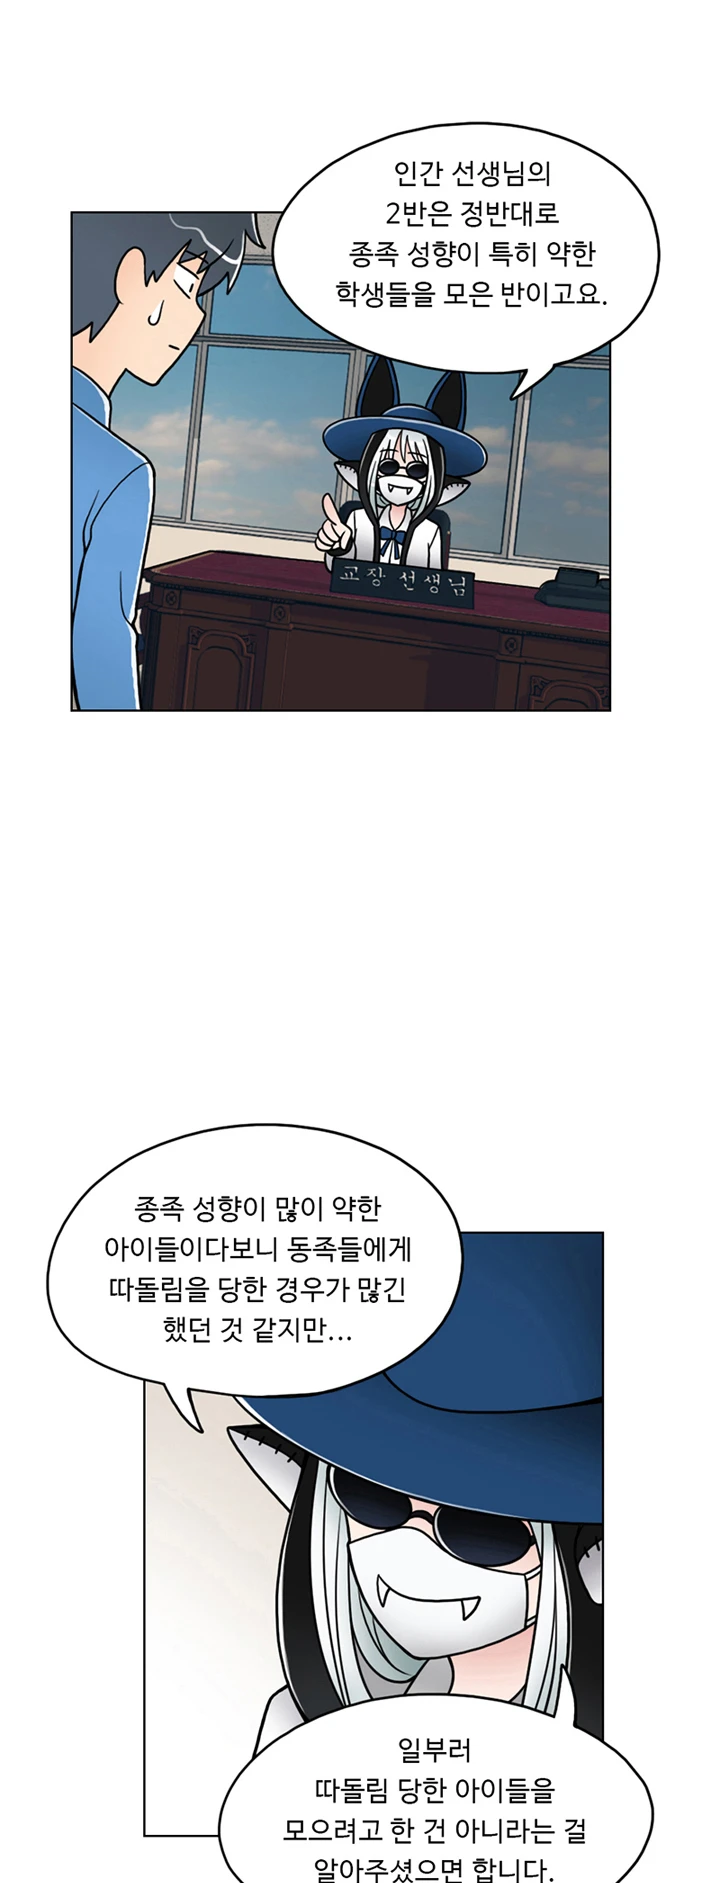 인간 선생님의
2반은 정반대로
종족 성향이 특히 약한
학생들을 모은 반이고요.
교장선생님
종족 성향이 많이 약한
아이들이다보니 동족들에게
따돌림을 당한 경우가 많긴
했던 것 같지만...
일부러
따돌림 당한 아이들을
모으려고 한 건 아니라는 걸
알아주셨으면 합니다.